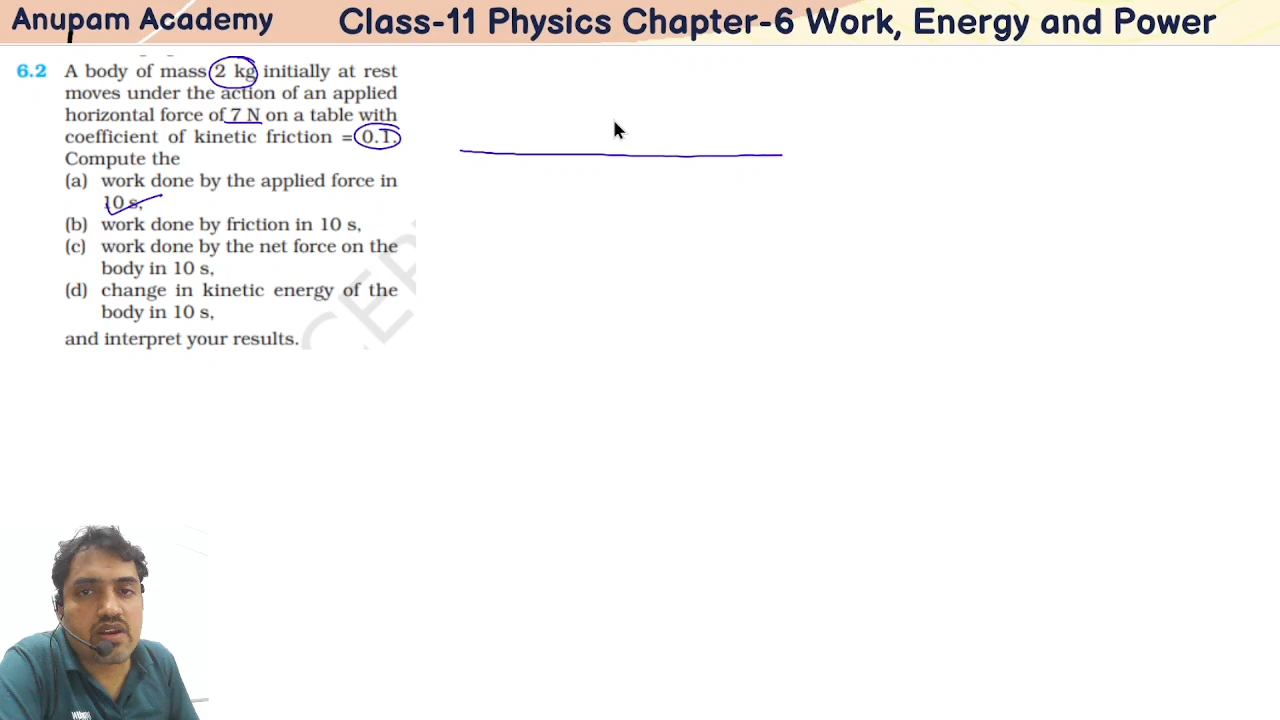 Anupam Academy
Class-11 Physics Chapter-6 Work, Energy and Power
6.2 A body of mass 2 kg initially at rest
moves under the action of an applied
horizontal force of 7 N on a table with
coefficient of kinetic friction = 0.1.
Compute the
(a) work done by the applied force in
10 s,
(b) work done by friction in 10 s,
(c) work done by the net force on the
body in 10 s,
(d) change in kinetic energy of the
body in 10 s,
and interpret your results.